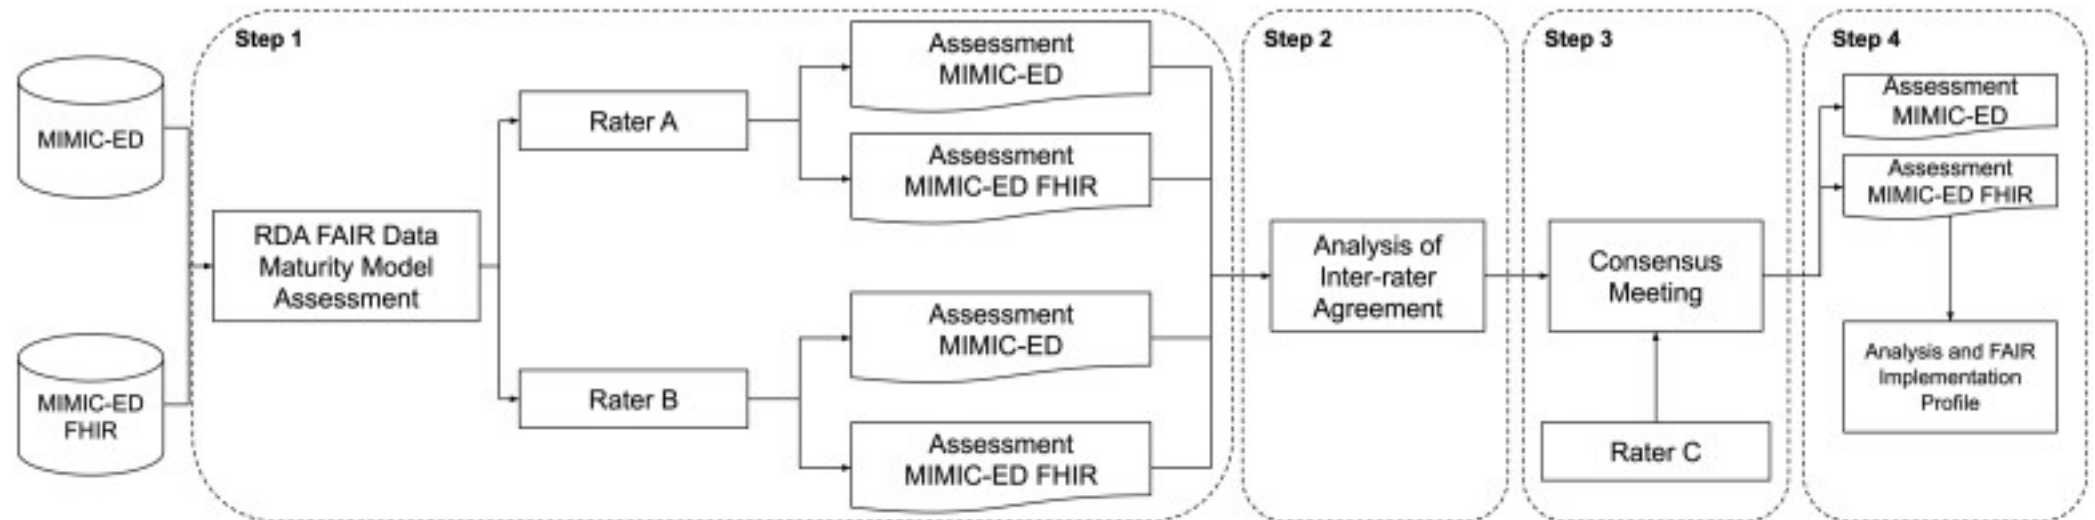 Step 1
Step 2
Step 3
Step 4
MIMIC-ED
MIMIC-ED
FHIR
RDA FAIR Data
Maturity Model
Assessment
Rater A
Rater B
Assessment
MIMIC-ED
Assessment
MIMIC-ED FHIR
Assessment
MIMIC-ED
Assessment
MIMIC-ED FHIR
Analysis of
Inter-rater
Agreement
Consensus
Meeting
Rater C
Assessment
MIMIC-ED
Assessment
MIMIC-ED FHIR
Analysis and FAIR
Implementation
Profile